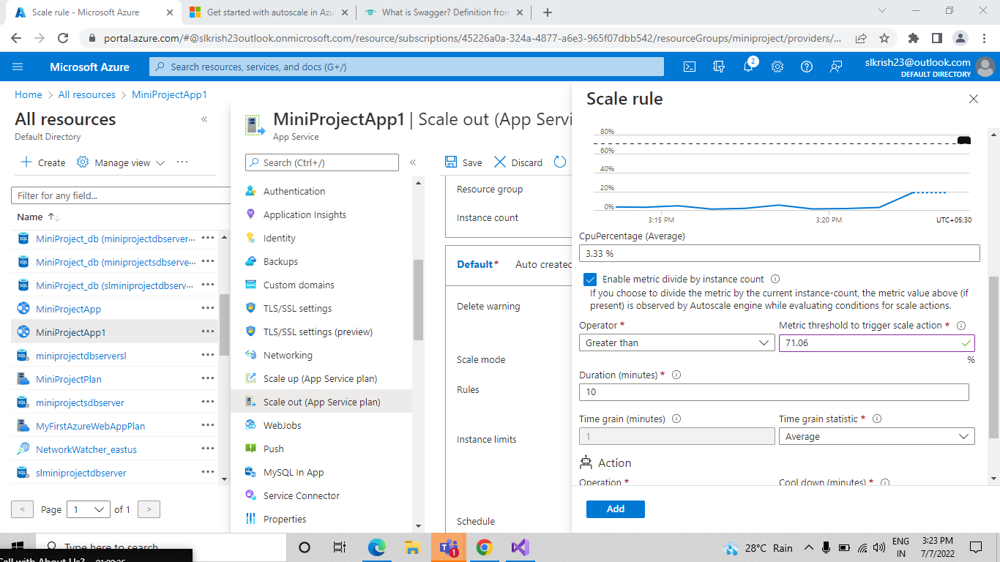 Scale rule - Microsoft Azure
Get started with autoscale in Azu
What is Swagger? Definition from
portal.azure.com/#@slkrish23outlook.onmicrosoft.com/resource/subscriptions/45226a0a-324a-4877-a6e3-965f07dbb542/resourceGroups/miniproject/providers/...
Microsoft Azure
Search resources, services, and docs (G+/)
2
slkrish23@outlook.com
DEFAULT DIRECTORY
Home > All resources > MiniProjectApp1
All resources
Default Directory
+ Create
Manage view
Filter for any field...
Name
MiniProject_db (miniprojectdbserver...
MiniProject_db (miniprojectsdbserve...
MiniProject_db (slminiprojectdbserv...
MiniProjectApp
MiniProjectApp1
miniprojectdbserversl
MiniProjectPlan
miniprojectsdbserver
MyFirstAzureWebAppPlan
NetworkWatcher_eastus
slminiprojectdbserver
< Page 1 of 1 >
MiniProjectApp1 | Scale out (App Servi
App Service
Search (Ctrl+/)
Authentication
Application Insights
Identity
Backups
Custom domains
TLS/SSL settings
TLS/SSL settings (preview)
Networking
Scale up (App Service plan)
Scale out (App Service plan)
WebJobs
Push
MySQL In App
Service Connector
Properties
Save
Discard
Resource group
Instance count
Default*
Auto created
Delete warning
Scale mode
Rules
Instance limits
Schedule
Scale rule
80%
60%
40%
20%
0%
3:15 PM
3:20 PM
UTC+05:30
CpuPercentage (Average)
3.33 %
Enable metric divide by instance count
If you choose to divide the metric by the current instance-count, the metric value above (if
present) is observed by Autoscale engine while evaluating conditions for scale actions.
Operator *
Metric threshold to trigger scale action *
Greater than
71.06
%
Duration (minutes) *
10
Time grain (minutes)
Time grain statistic *
1
Average
Action
Operation *
Cool down (minutes) *
Add
Type here to search
Call with About Us?
01:00:26
1
28°C Rain
ENG
IN
3:23 PM
7/7/2022